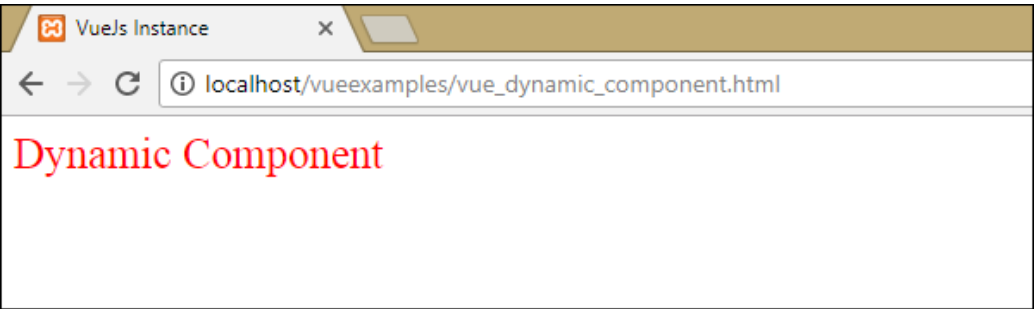 VueJs Instance
localhost/vueexamples/vue_dynamic_component.html
Dynamic Component